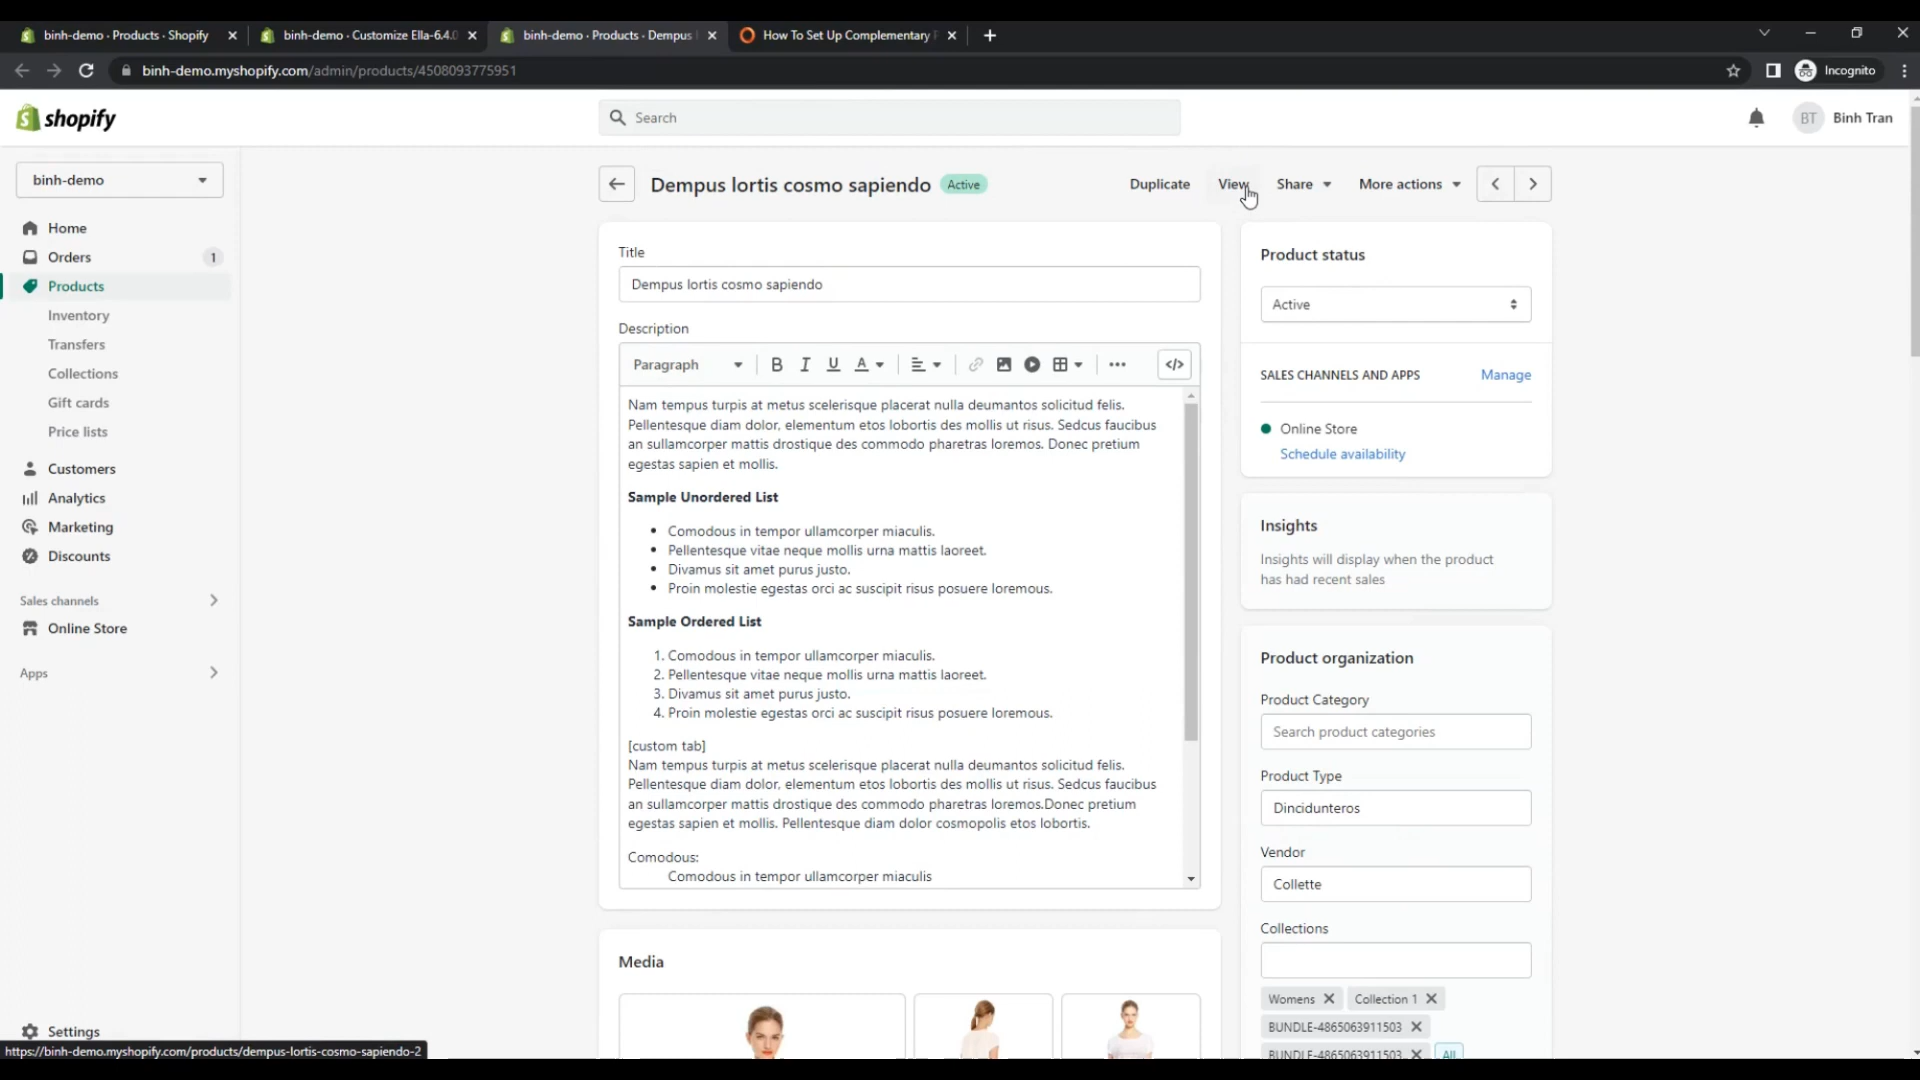 binh-demo · Products · Shopify
binh-demo · Customize Ella-6.4.0
binh-demo · Products · Dempus
How To Set Up Complementary
binh-demo.myshopify.com/admin/products/4508093775951
Incognito
shopify
Search
BT
Binh Tran
binh-demo
Home
Orders
1
Products
Inventory
Transfers
Collections
Gift cards
Price lists
Customers
Analytics
Marketing
Discounts
Sales channels
Online Store
Apps
Settings
Dempus lortis cosmo sapiendo
Active
Duplicate
View
Share
More actions
Title
Dempus lortis cosmo sapiendo
Description
Paragraph
B I U A
</>
Nam tempus turpis at metus scelerisque placerat nulla deumantos solicitud felis.
Pellentesque diam dolor, elementum etos lobortis des mollis ut risus. Sedcus faucibus
an sullamcorper mattis drostique des commodo pharetras loremos. Donec pretium
egestas sapien et mollis.
Sample Unordered List
• Comodous in tempor ullamcorper miaculis.
• Pellentesque vitae neque mollis urna mattis laoreet.
• Divamus sit amet purus justo.
• Proin molestie egestas orci ac suscipit risus posuere loremous.
Sample Ordered List
1. Comodous in tempor ullamcorper miaculis.
2. Pellentesque vitae neque mollis urna mattis laoreet.
3. Divamus sit amet purus justo.
4. Proin molestie egestas orci ac suscipit risus posuere loremous.
[custom tab]
Nam tempus turpis at metus scelerisque placerat nulla deumantos solicitud felis.
Pellentesque diam dolor, elementum etos lobortis des mollis ut risus. Sedcus faucibus
an sullamcorper mattis drostique des commodo pharetras loremos.Donec pretium
egestas sapien et mollis. Pellentesque diam dolor cosmopolis etos lobortis.
Comodous:
Comodous in tempor ullamcorper miaculis
Media
Product status
Active
SALES CHANNELS AND APPS
Manage
Online Store
Schedule availability
Insights
Insights will display when the product
has had recent sales
Product organization
Product Category
Search product categories
Product Type
Dincidunteros
Vendor
Collette
Collections
Womens
Collection 1
BUNDLE-4865063911503
BUNDLE-4865063911503
All
https://binh-demo.myshopify.com/products/dempus-lortis-cosmo-sapiendo-2